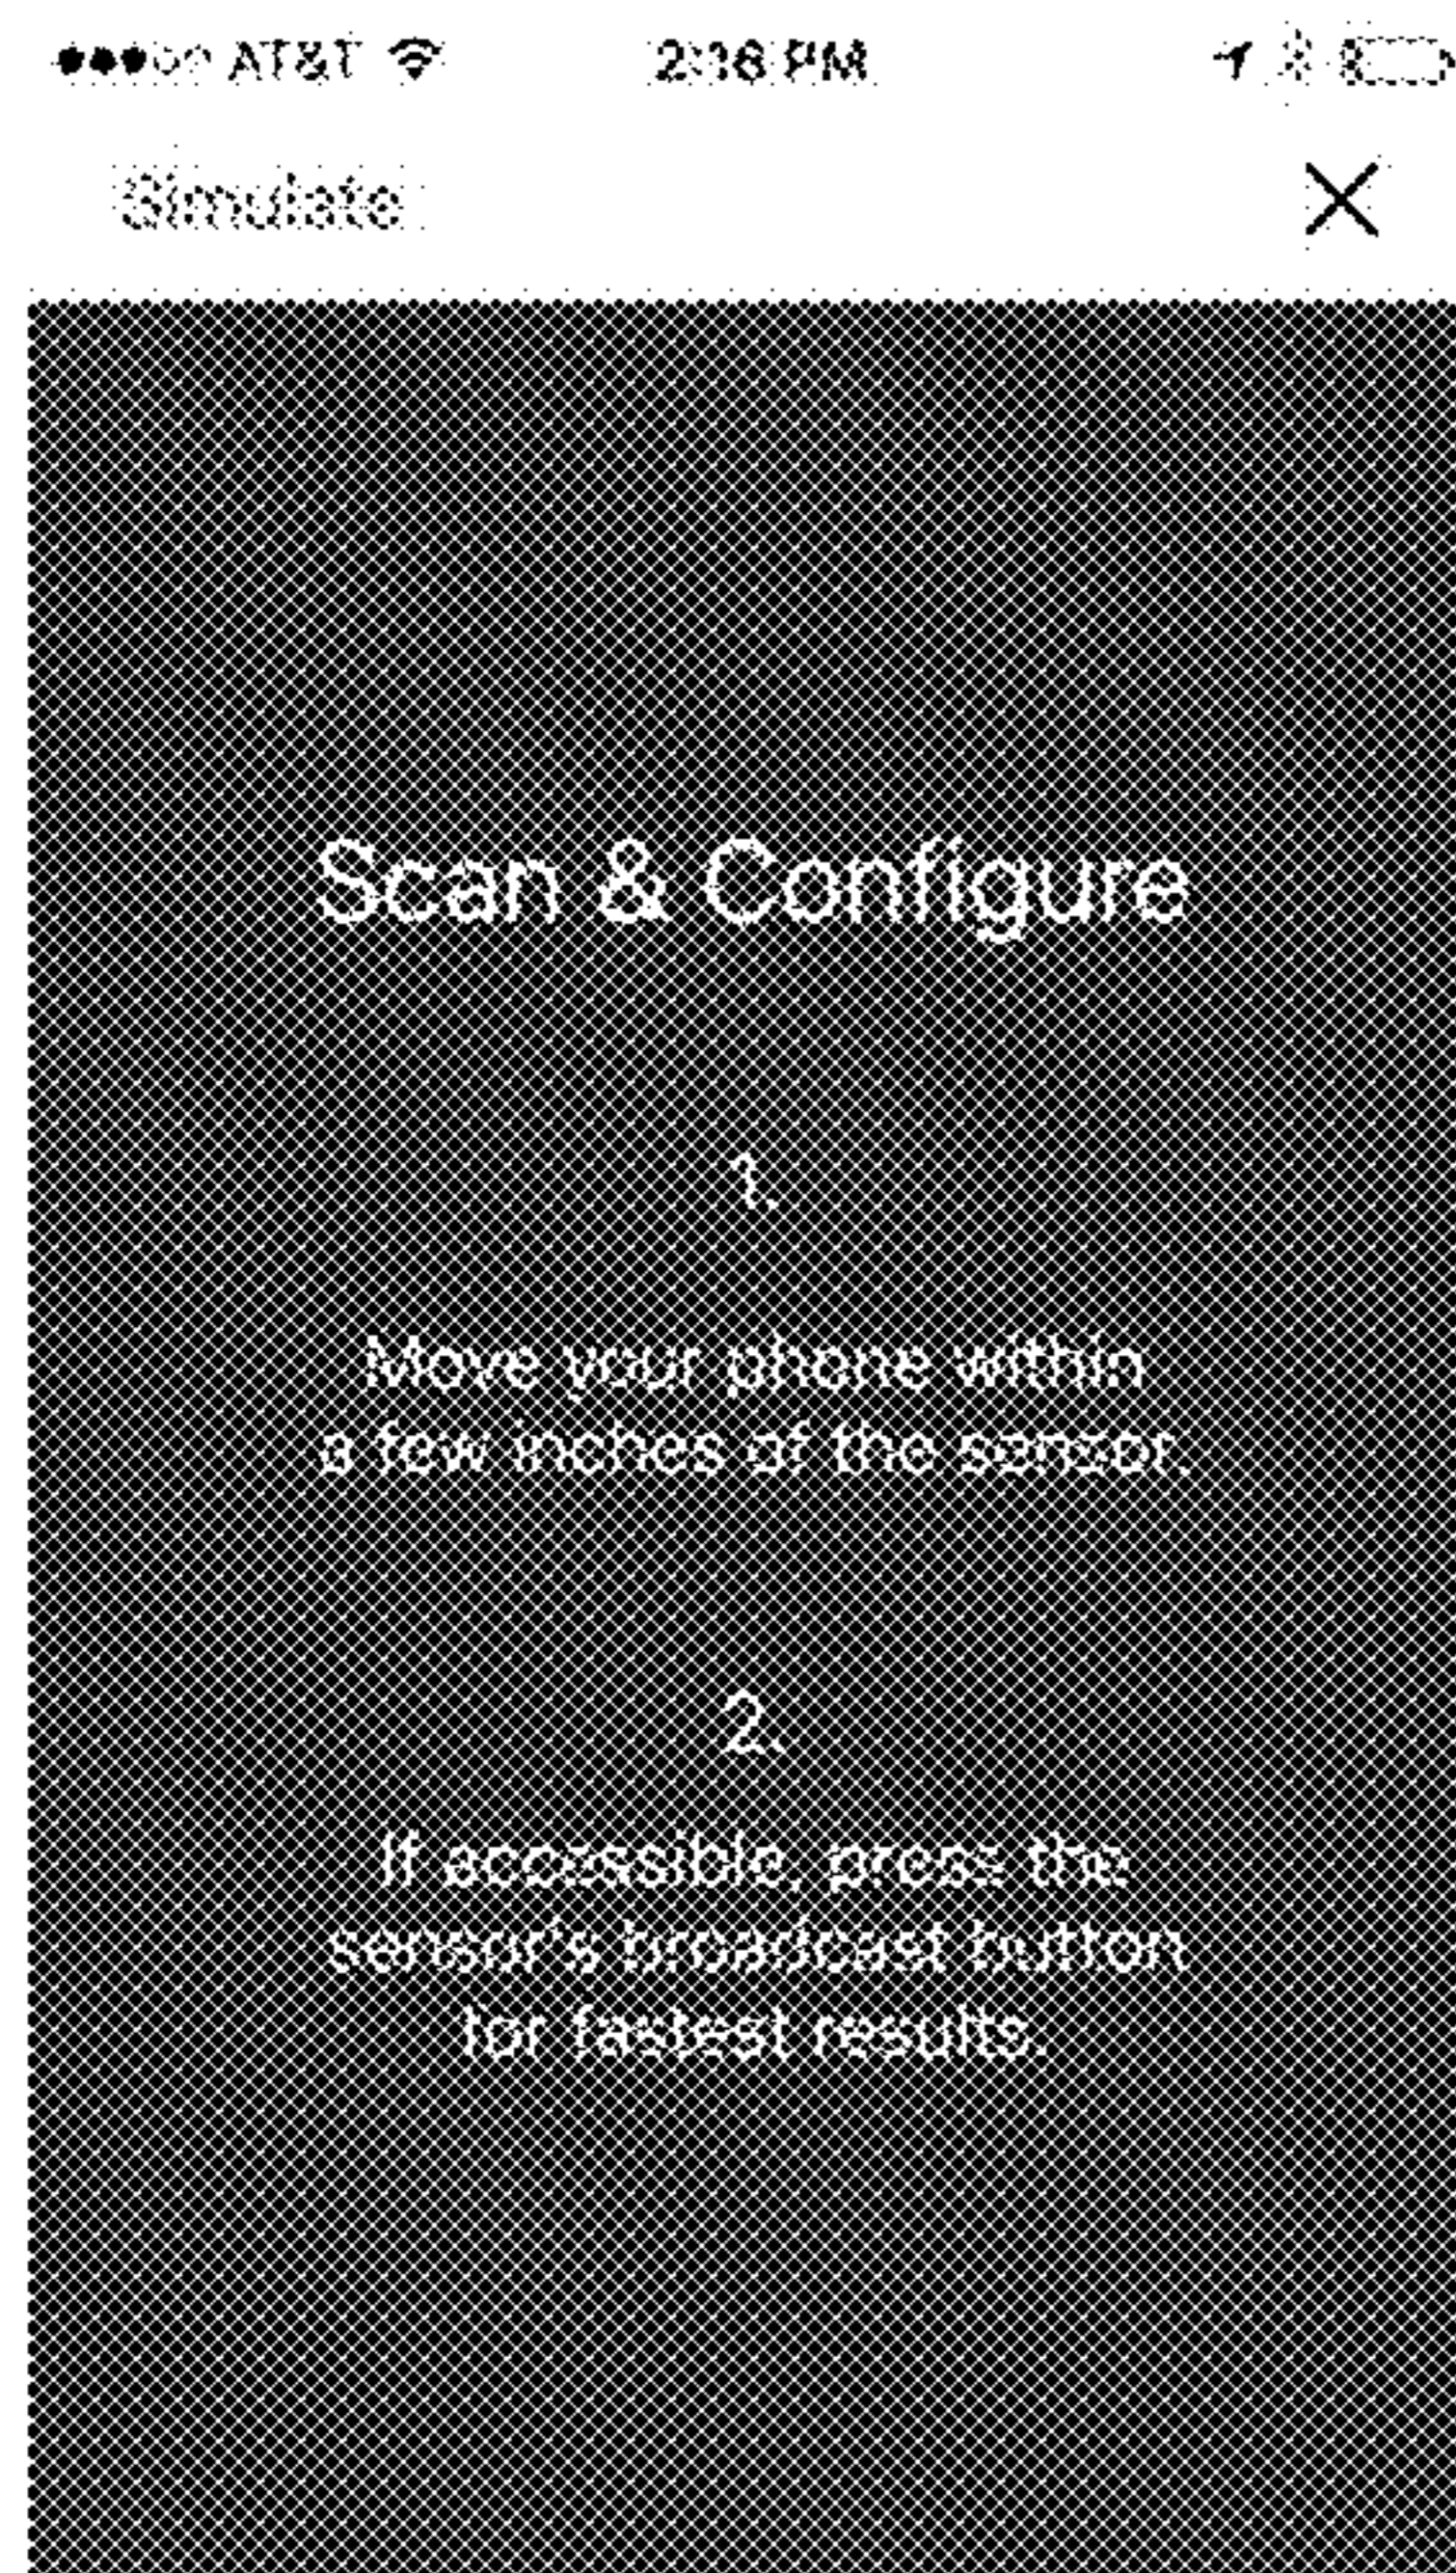 AT&T 2:16 PM
Simulate
Scan & Configure
1.
Move your phone within
a few inches of the sensor.
2.
If accessible, press the
sensor's broadcast button
for fastest results.